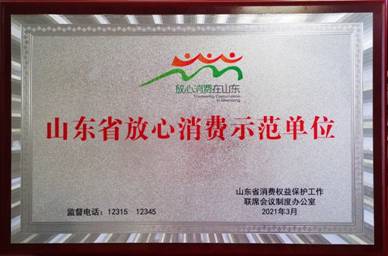 放心消费在山东
山东省放心消费示范单位
山东省消费权益保护工作
联席会议制度办公室
监督电话：12315 12345
2021年3月